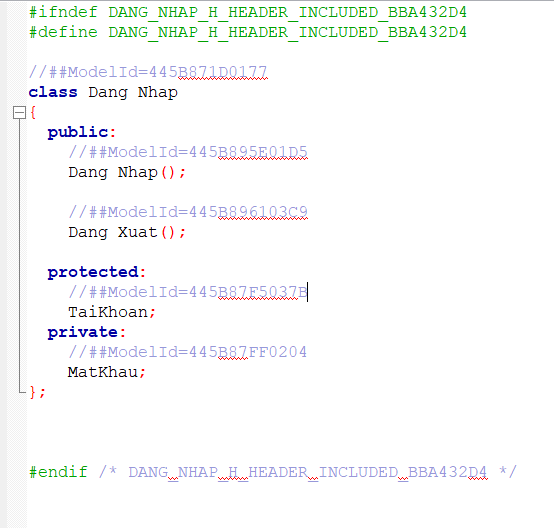 #ifndef DANG_NHAP_H_HEADER_INCLUDED_BBA432D4
#define DANG_NHAP_H_HEADER_INCLUDED_BBA432D4
//##ModelId=445B871D0177
class Dang Nhap
{
public:
//##ModelId=445B895E01D5
Dang Nhap();
//##ModelId=445B896103C9
Dang Xuat();
protected:
//##ModelId=445B87F5037B
TaiKhoan;
private:
//##ModelId=445B87FF0204
MatKhau;
};
#endif /* DANG_NHAP_H_HEADER_INCLUDED_BBA432D4 */